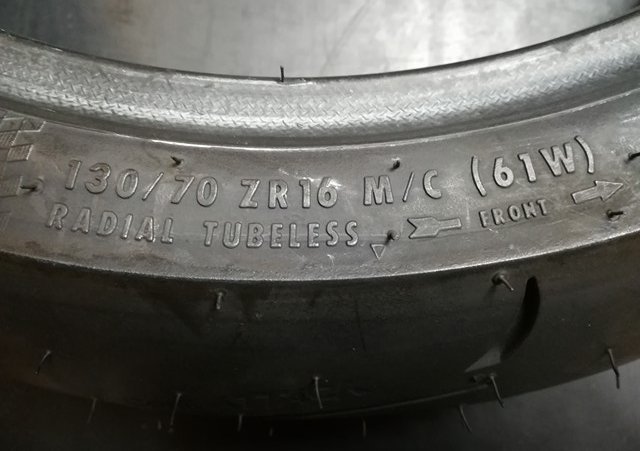 130/70 ZR16 M/C (61W)
RADIAL TUBELESS FRONT